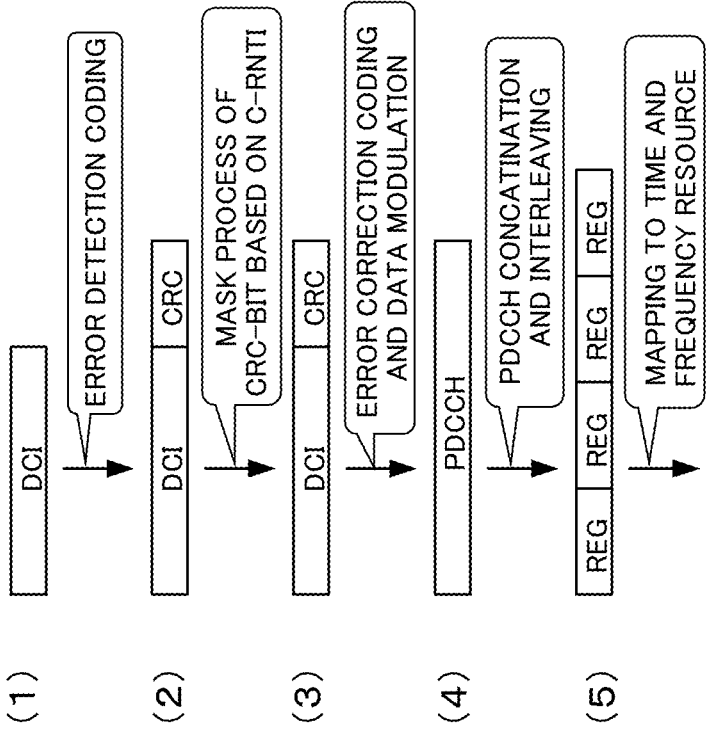 (1)
DCI
ERROR DETECTION CODING
(2)
DCI CRC
MASK PROCESS OF
CRC-BIT BASED ON C-RNTI
(3)
DCI CRC
ERROR CORRECTION CODING
AND DATA MODULATION
(4)
PDCCH
PDCCH CONCATINATION
AND INTERLEAVING
(5)
REG REG REG REG
MAPPING TO TIME AND
FREQUENCY RESOURCE